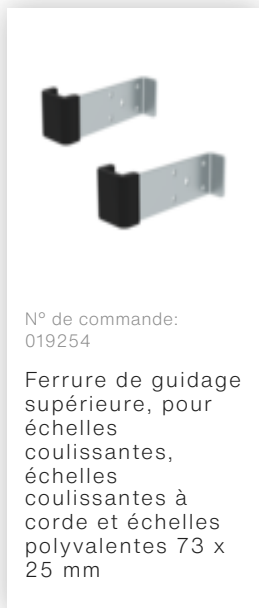 N° de commande:
019254
Ferrure de guidage
supérieure, pour
échelles
coulissantes,
échelles
coulissantes à
corde et échelles
polyvalentes 73 x
25 mm